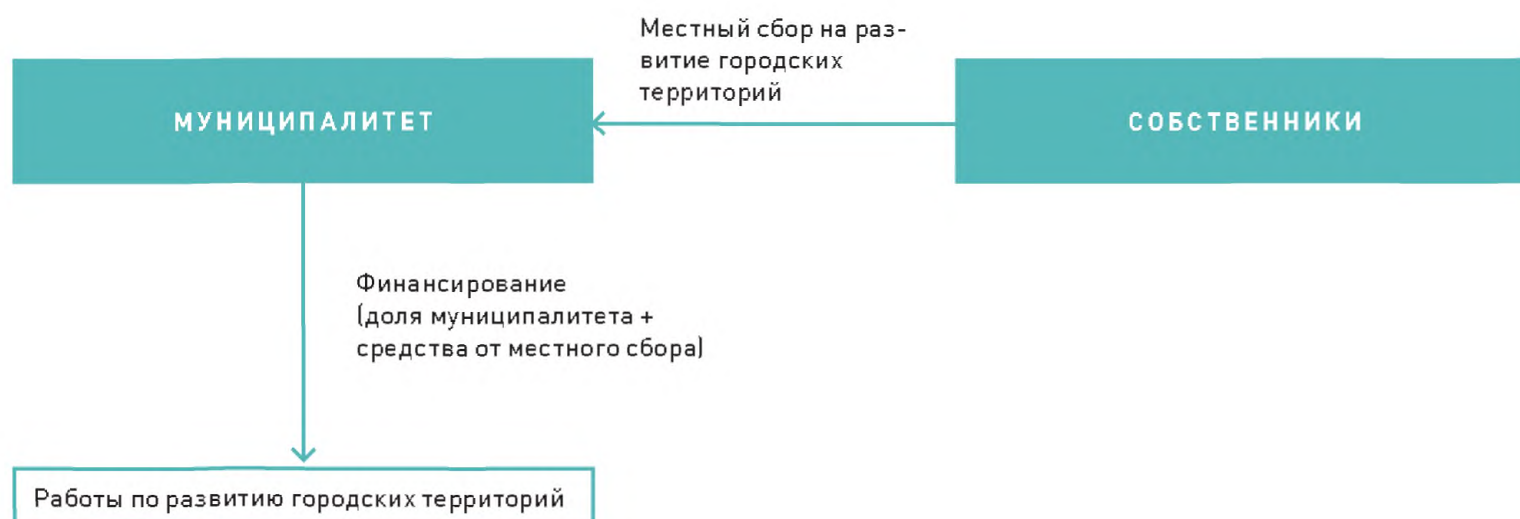 Местный сбор на раз-
витие городских
территорий
МУНИЦИПАЛИТЕТ
СОБСТВЕННИКИ
Финансирование
(доля муниципалитета +
средства от местного сбора)
Работы по развитию городских территорий